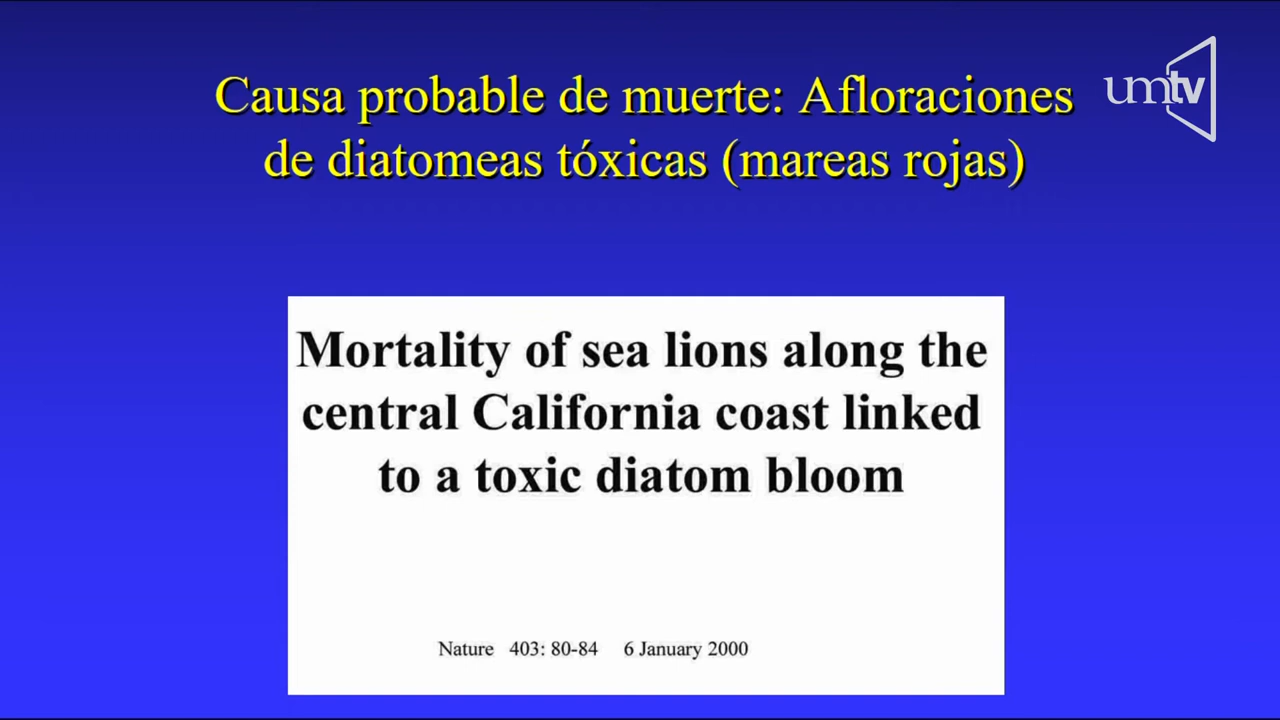 Causa probable de muerte: Afloraciones
de diatomeas tóxicas (mareas rojas)
umtv
Mortality of sea lions along the
central California coast linked
to a toxic diatom bloom
Nature 403: 80-84 6 January 2000